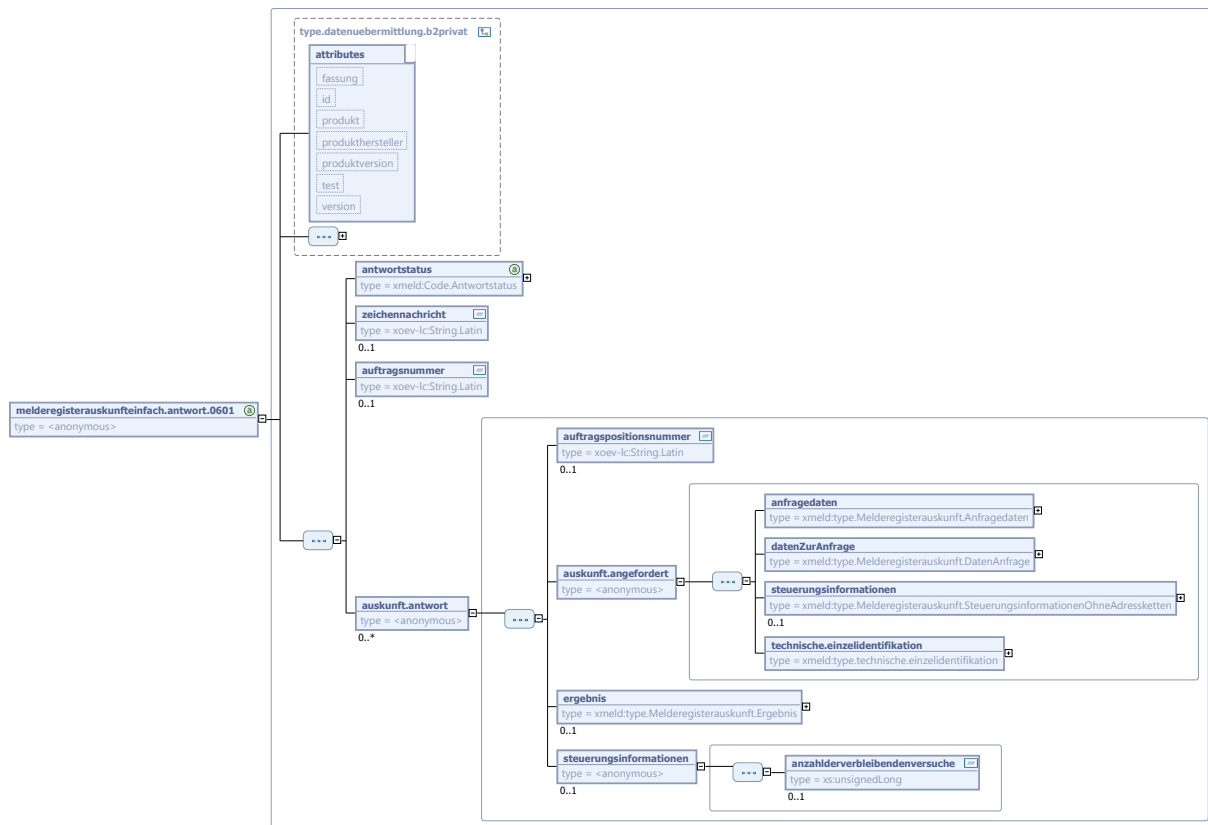 type.datenuebermittlung.b2privat
attributes
fassung
id
produkt
produkthersteller
produktversion
test
version
antwortstatus
type = xmeld:Code.Antwortstatus
zeichennachricht
type = xoev-lc:String.Latin
0..1
auftragsnummer
type = xoev-lc:String.Latin
0..1
melderegisterauskunfteinfach.antwort.0601
type = <anonymous>
auskunft.antwort
type = <anonymous>
0..*
auftragspositionsnummer
type = xoev-lc:String.Latin
0..1
auskunft.angefordert
type = <anonymous>
anfragedaten
type = xmeld:type.Melderegisterauskunft.Anfragedaten
datenZurAnfrage
type = xmeld:type.Melderegisterauskunft.DatenAnfrage
steuerungsinformationen
type = xmeld:type.Melderegisterauskunft.SteuerungsinformationenOhneAdressketten
0..1
technische.einzelidentifikation
type = xmeld:type.technische.einzelidentifikation
ergebnis
type = xmeld:type.Melderegisterauskunft.Ergebnis
0..1
steuerungsinformationen
type = <anonymous>
0..1
anzahlderverbleibendenversuche
type = xs:unsignedLong
0..1